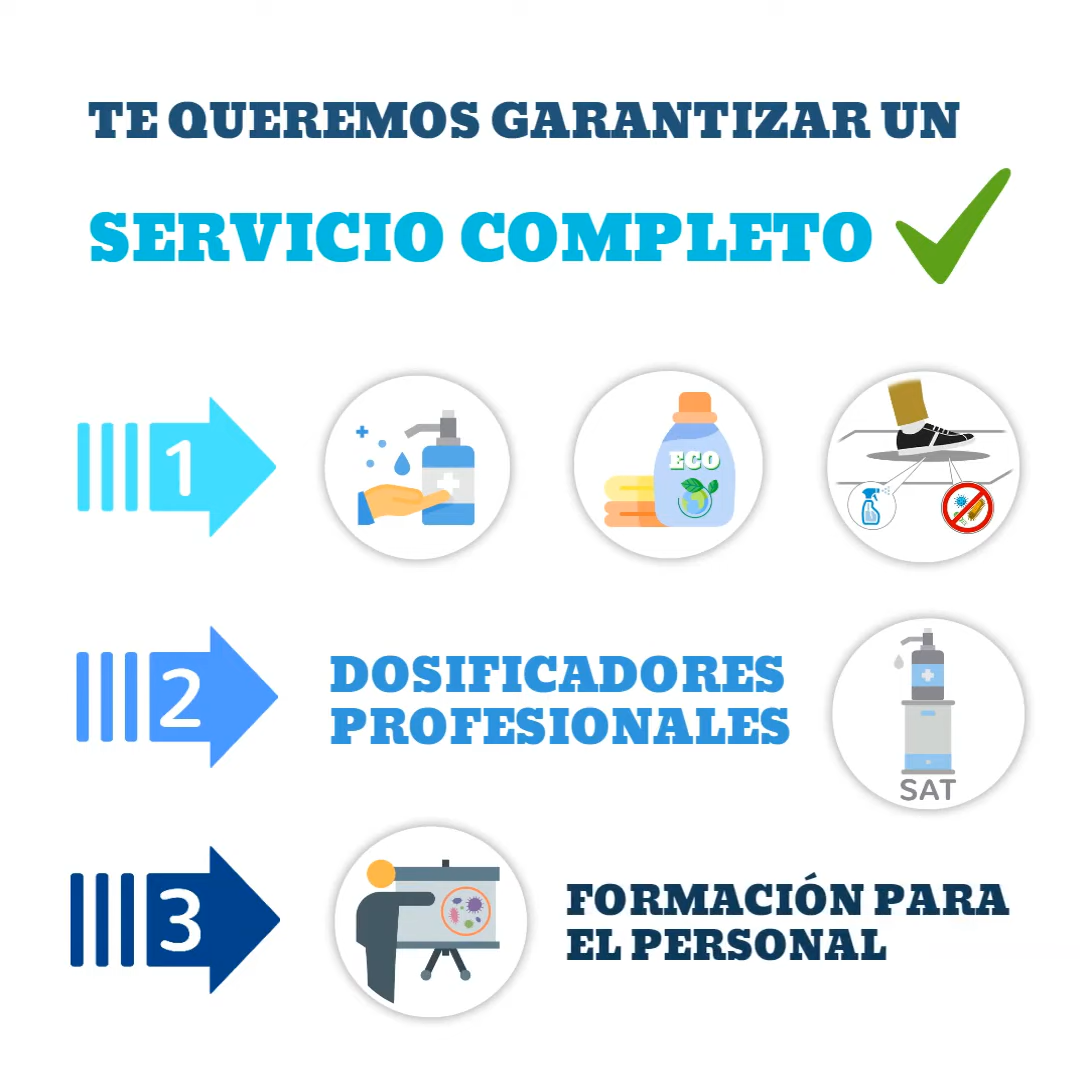 TE QUEREMOS GARANTIZAR UN
SERVICIO COMPLETO
1
ECO
2
DOSIFICADORES
PROFESIONALES
SAT
3
FORMACIÓN PARA
EL PERSONAL